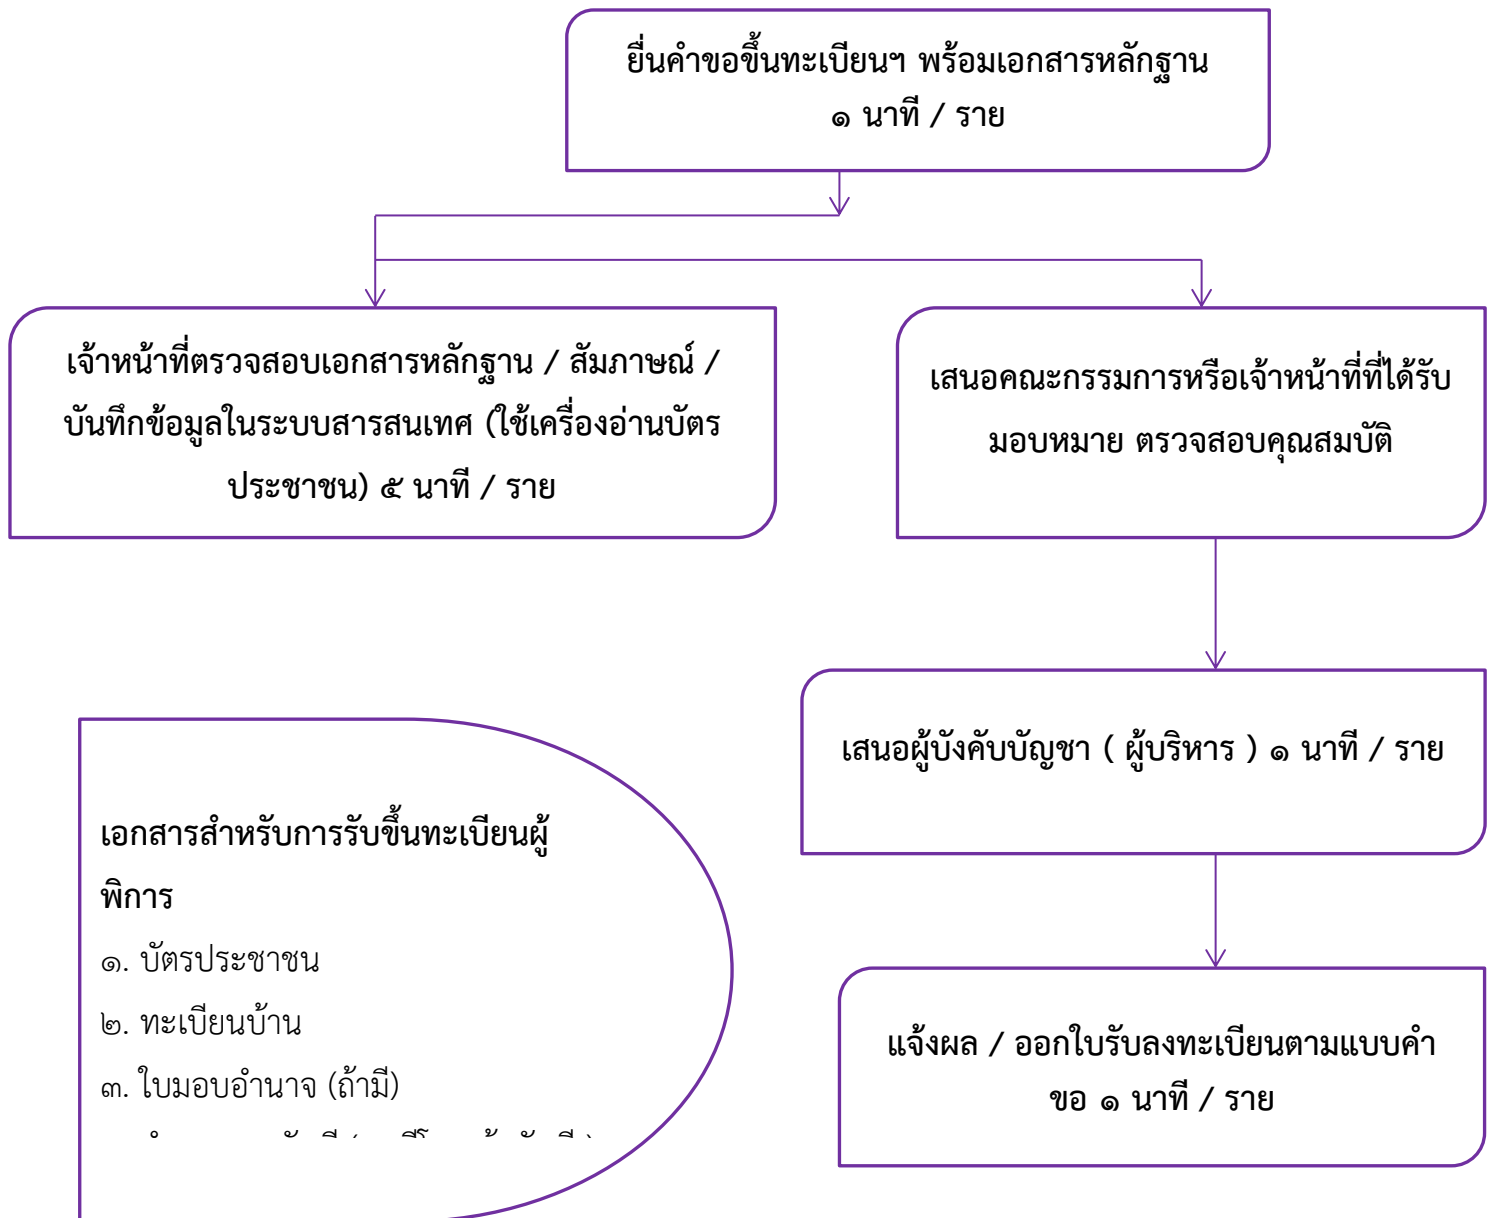 ยื่นคำขอขึ้นทะเบียนฯ พร้อมเอกสารหลักฐาน
๑ นาที / ราย
เจ้าหน้าที่ตรวจสอบเอกสารหลักฐาน / สัมภาษณ์ /
บันทึกข้อมูลในระบบสารสนเทศ (ใช้เครื่องอ่านบัตร
ประชาชน) ๕ นาที / ราย
เสนอคณะกรรมการหรือเจ้าหน้าที่ที่ได้รับ
มอบหมาย ตรวจสอบคุณสมบัติ
เสนอผู้บังคับบัญชา ( ผู้บริหาร ) ๑ นาที / ราย
เอกสารสำหรับการรับขึ้นทะเบียนผู้
พิการ
๑. บัตรประชาชน
๒. ทะเบียนบ้าน
๓. ใบมอบอำนาจ (ถ้ามี)
แจ้งผล / ออกใบรับลงทะเบียนตามแบบคำ
ขอ ๑ นาที / ราย